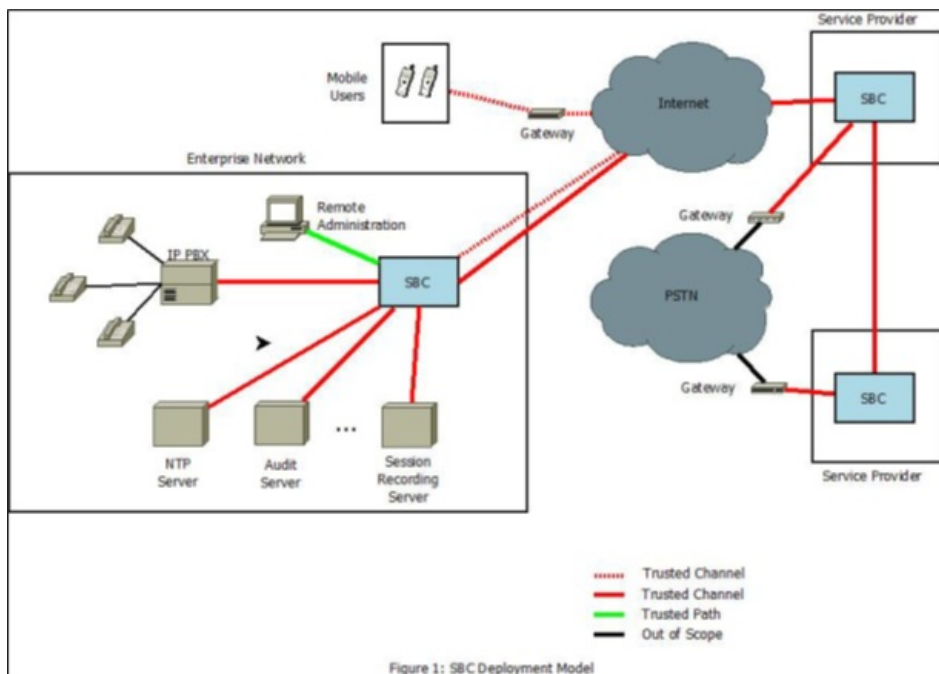 Service Provider
SBC
Mobile
Users
Internet
Gateway
Enterprise Network
Remote
Administration
Gateway
IP PBX
SBC
PSTN
Gateway
SBC
NTP
Server
Audit
Server
...
Session
Recording
Server
Service Provider
Trusted Channel
Trusted Channel
Trusted Path
Out of Scope
Figure 1: SBC Deployment Model